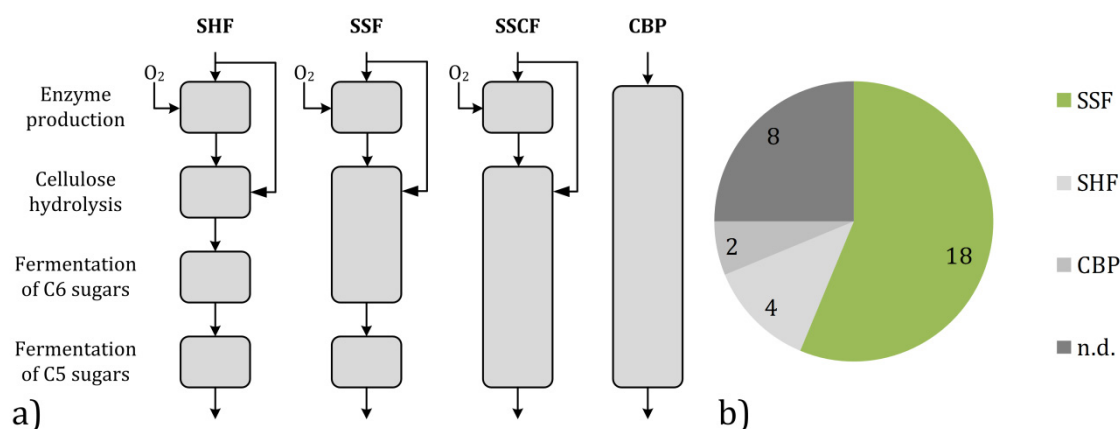 SHF
SSF
SSCF
CBP
O₂
O₂
O₂
Enzyme
production
Cellulose
hydrolysis
Fermentation
of C6 sugars
Fermentation
of C5 sugars
a)
8
2
4
18
SSF
SHF
CBP
n.d.
b)